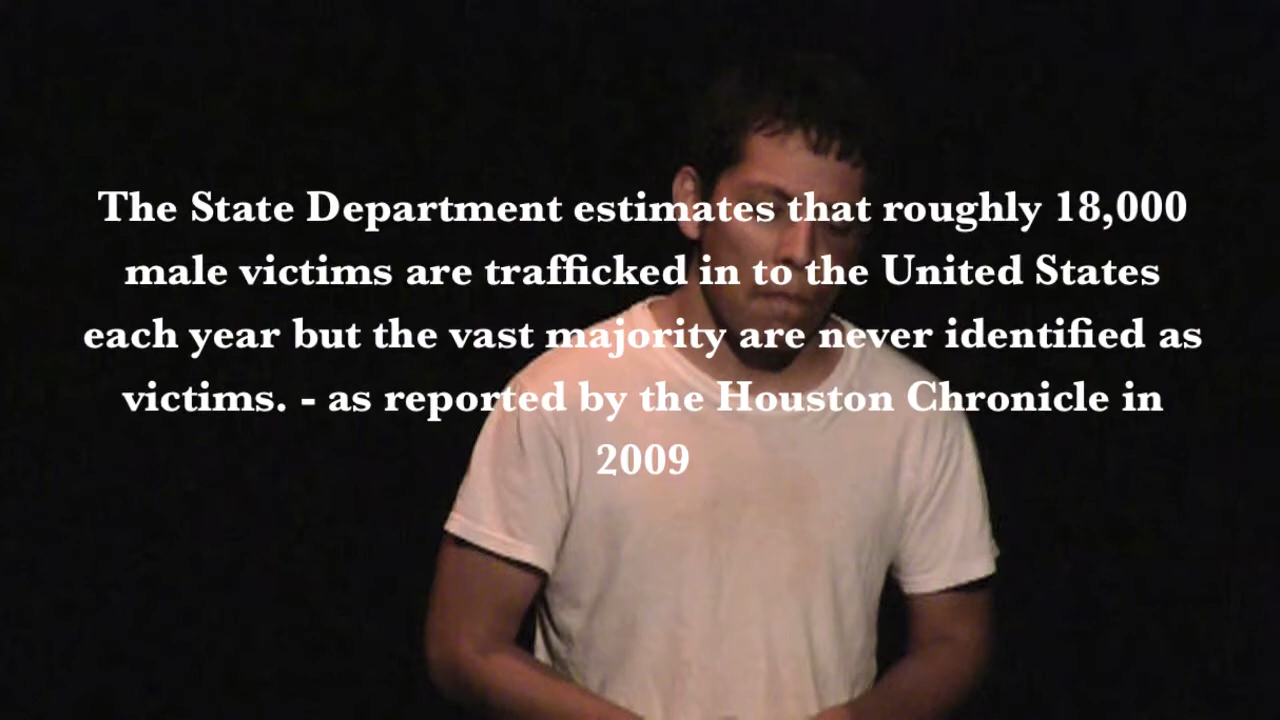 The State Department estimates that roughly 18,000
male victims are trafficked in to the United States
each year but the vast majority are never identified as
victims. - as reported by the Houston Chronicle in
2009